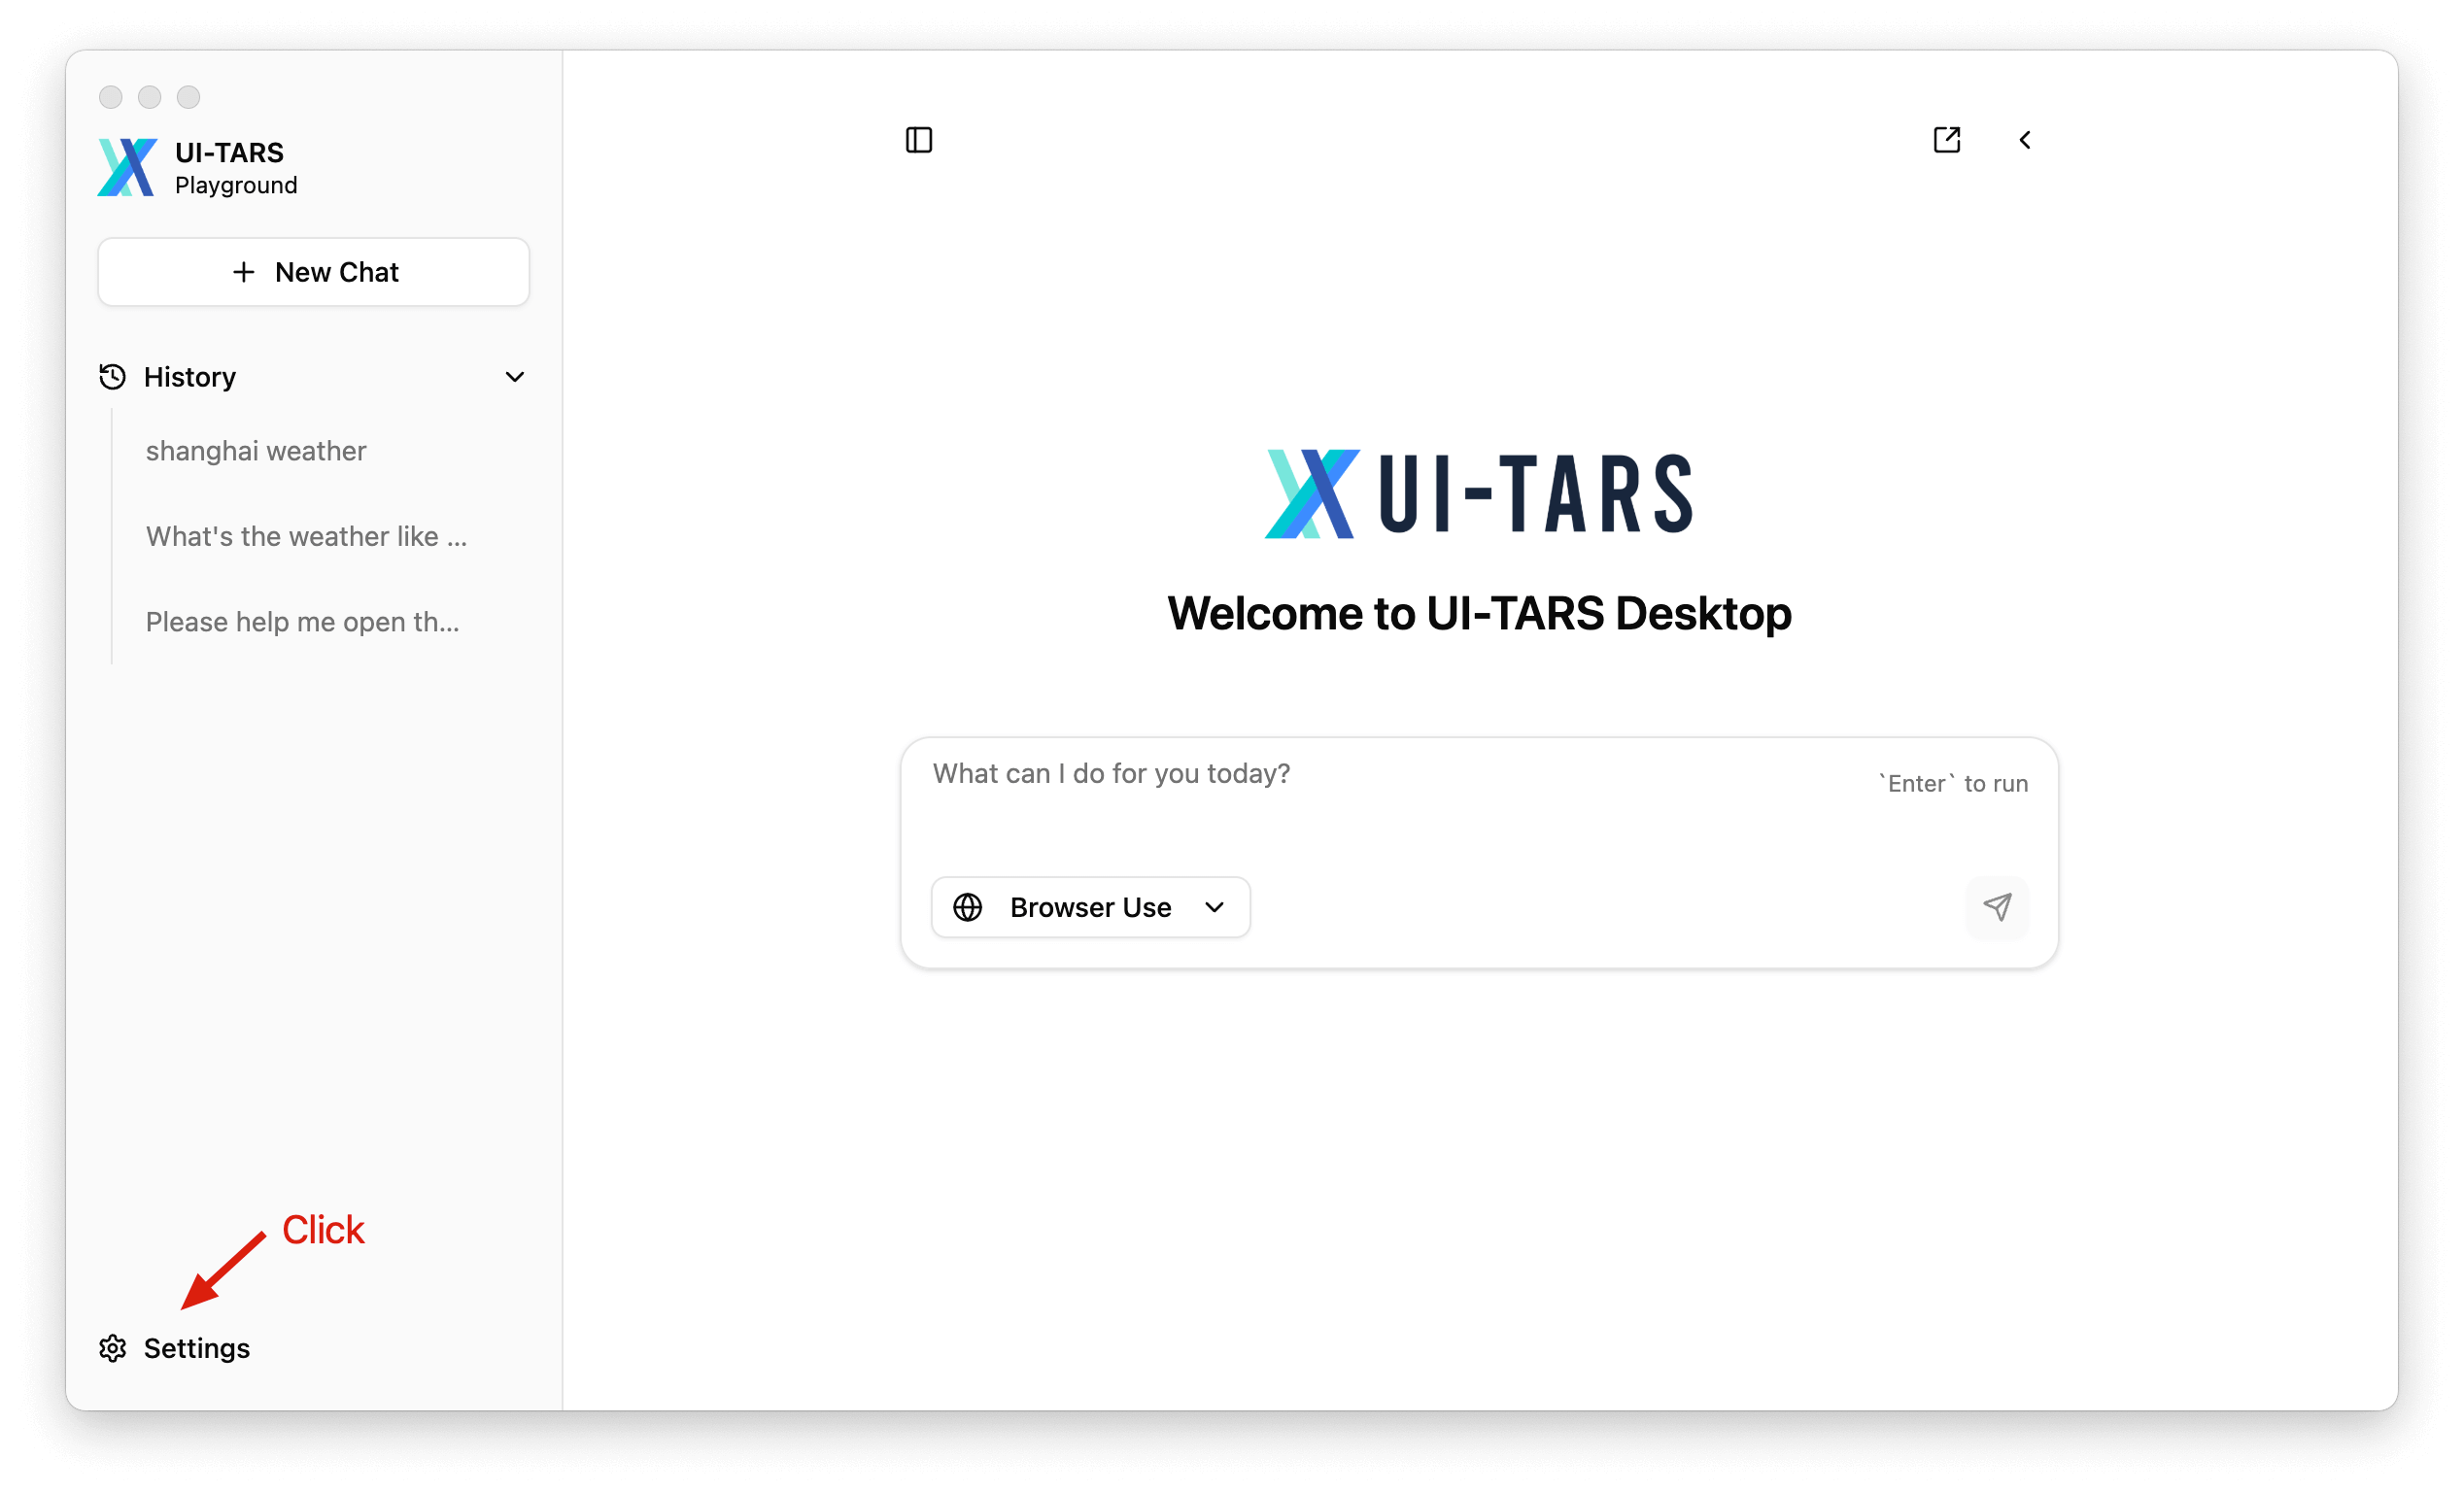 UI-TARS
Playground
New Chat
History
shanghai weather
What's the weather like ...
Please help me open th...
Click
Settings
UI-TARS
Welcome to UI-TARS Desktop
What can I do for you today?
`Enter` to run
Browser Use